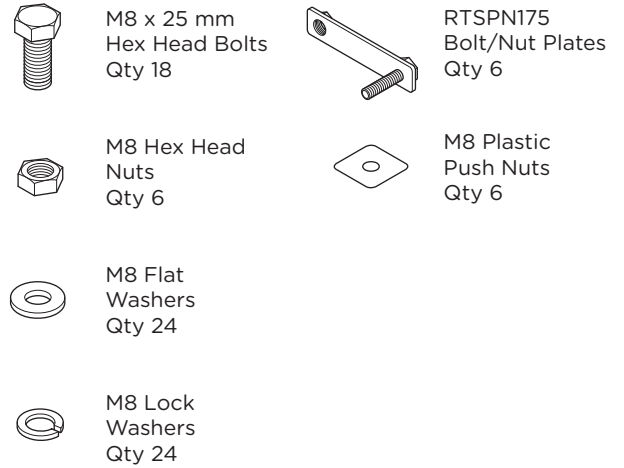 M8 x 25 mm
Hex Head Bolts
Qty 18
RTSPN175
Bolt/Nut Plates
Qty 6
M8 Hex Head
Nuts
Qty 6
M8 Plastic
Push Nuts
Qty 6
M8 Flat
Washers
Qty 24
M8 Lock
Washers
Qty 24